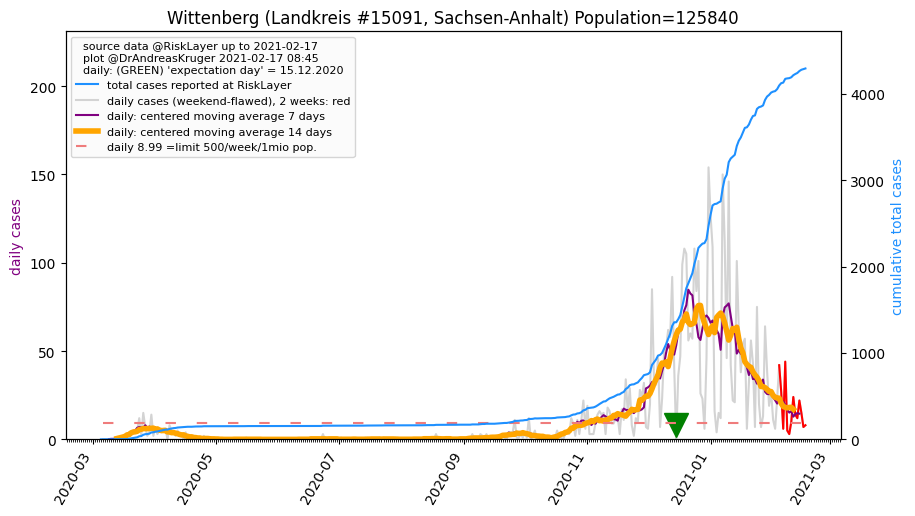 Wittenberg (Landkreis #15091, Sachsen-Anhalt) Population=125840
source data @RiskLayer up to 2021-02-17
plot @DrAndreasKruger 2021-02-17 08:45
daily: (GREEN) 'expectation day' = 15.12.2020
total cases reported at RiskLayer
daily cases (weekend-flawed), 2 weeks: red
daily: centered moving average 7 days
daily: centered moving average 14 days
daily 8.99 =limit 500/week/1mio pop.
daily cases
200
150
100
50
0
cumulative total cases
4000
3000
2000
1000
0
2020-03
2020-05
2020-07
2020-09
2020-11
2021-01
2021-03